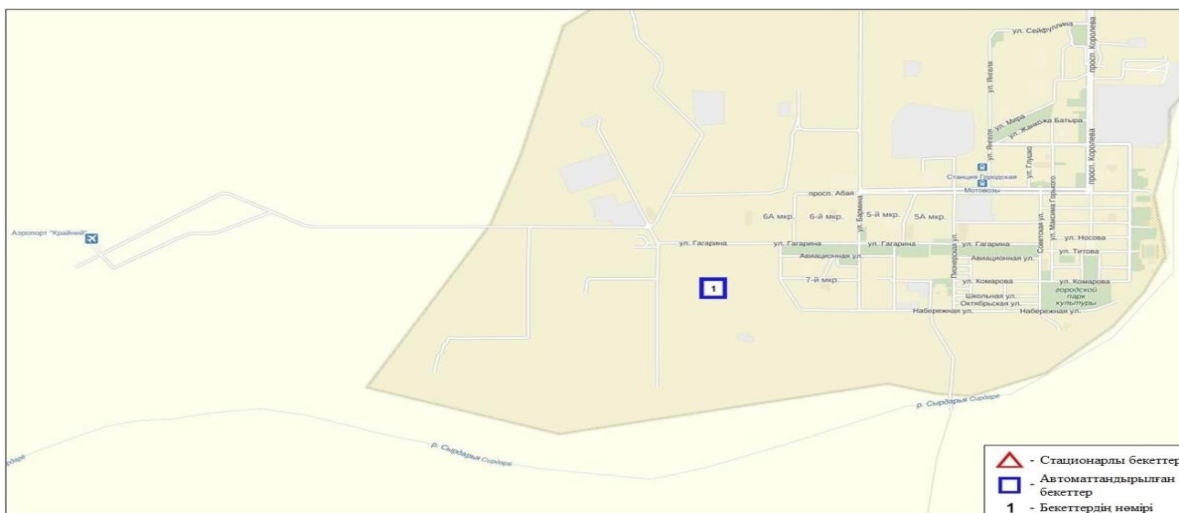 ул. Сейфуллина
просп. Королева
ул. Янгеля
ул. Мира
ул. Жанкожа Батыра
ул. Янгеля
ул. Глушко
просп. Королева
Станция Городская
Мотовозы
просп. Абая
6А мкр.
6-й мкр.
ул. Бармина
5-й мкр.
5А мкр.
Пионерская ул.
Советская ул.
ул. Максима Горького
Аэропорт "Крайний"
ул. Гагарина
ул. Гагарина
ул. Гагарина
ул. Гагарина
ул. Носова
ул. Титова
Авиационная ул.
Авиационная ул.
7-й мкр.
ул. Комарова
ул. Комарова
1
Школьная ул.
Октябрьская ул.
городской
парк
культуры
Набережная ул.
Набережная ул.
р. Сырдарья Сирдарё
р. Сырдарья Сирдарё
- Стационарлы бекеттер
- Автоматтандырылған
бекеттер
1 - Бекеттердің нөмірі